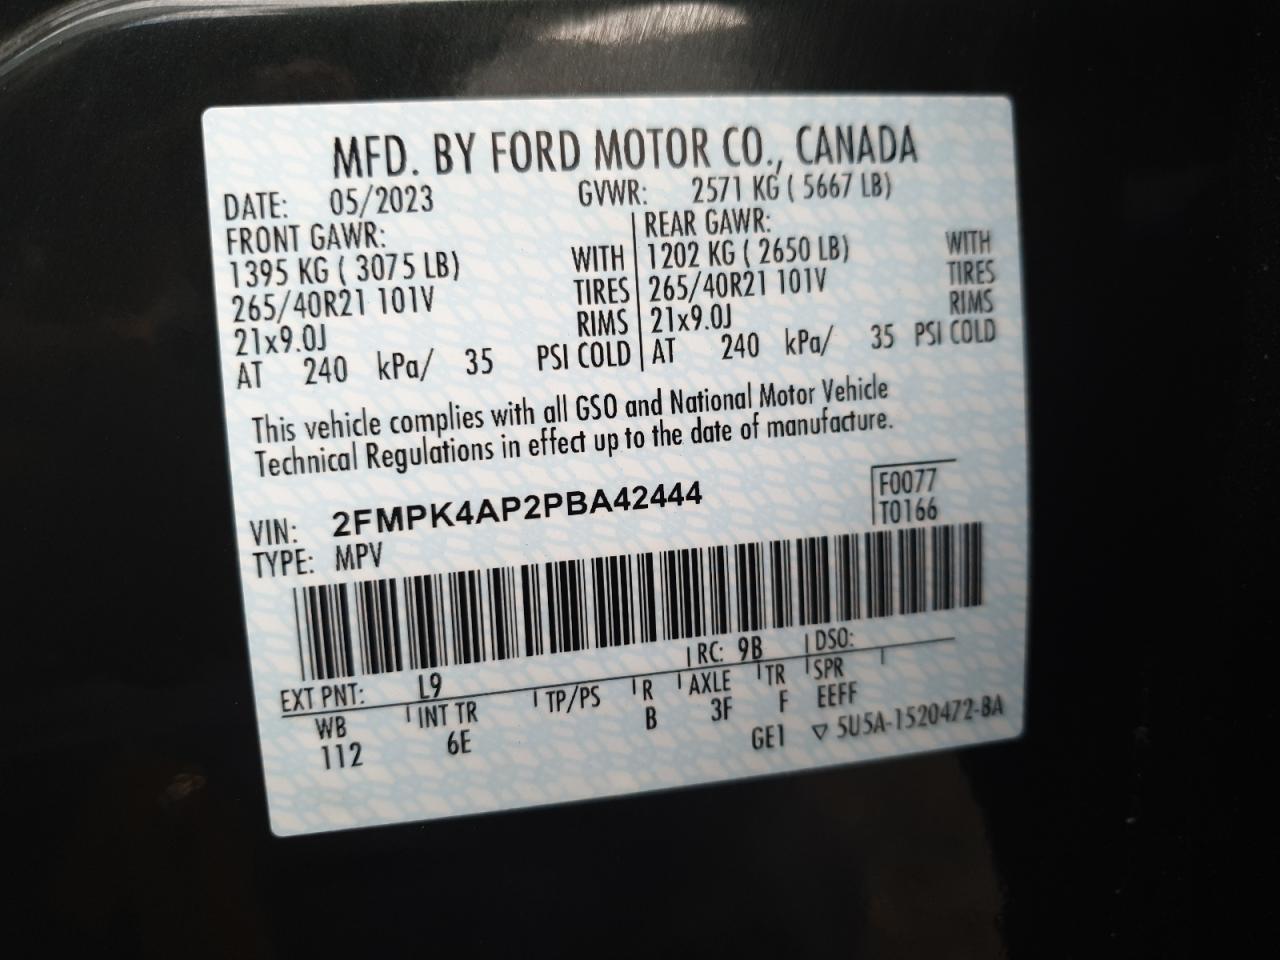 MFD. BY FORD MOTOR CO., CANADA
DATE: 05/2023 GVWR: 2571 KG ( 5667 LB)
FRONT GAWR: REAR GAWR:
1395 KG ( 3075 LB) WITH 1202 KG ( 2650 LB) WITH
265/40R21 101V TIRES 265/40R21 101V TIRES
21x9.0J RIMS 21x9.0J RIMS
AT 240 kPa/ 35 PSI COLD AT 240 kPa/ 35 PSI COLD
This vehicle complies with all GSO and National Motor Vehicle
Technical Regulations in effect up to the date of manufacture.
VIN: 2FMPK4AP2PBA42444 F0077
TYPE: MPV T0166
RC: 9B DSO:
EXT PNT: L9
WB INT TR TP/PS R AXLE TR SPR
112 6E B 3F F EEFF
GE1 ▽ 5U5A-1520472-BA